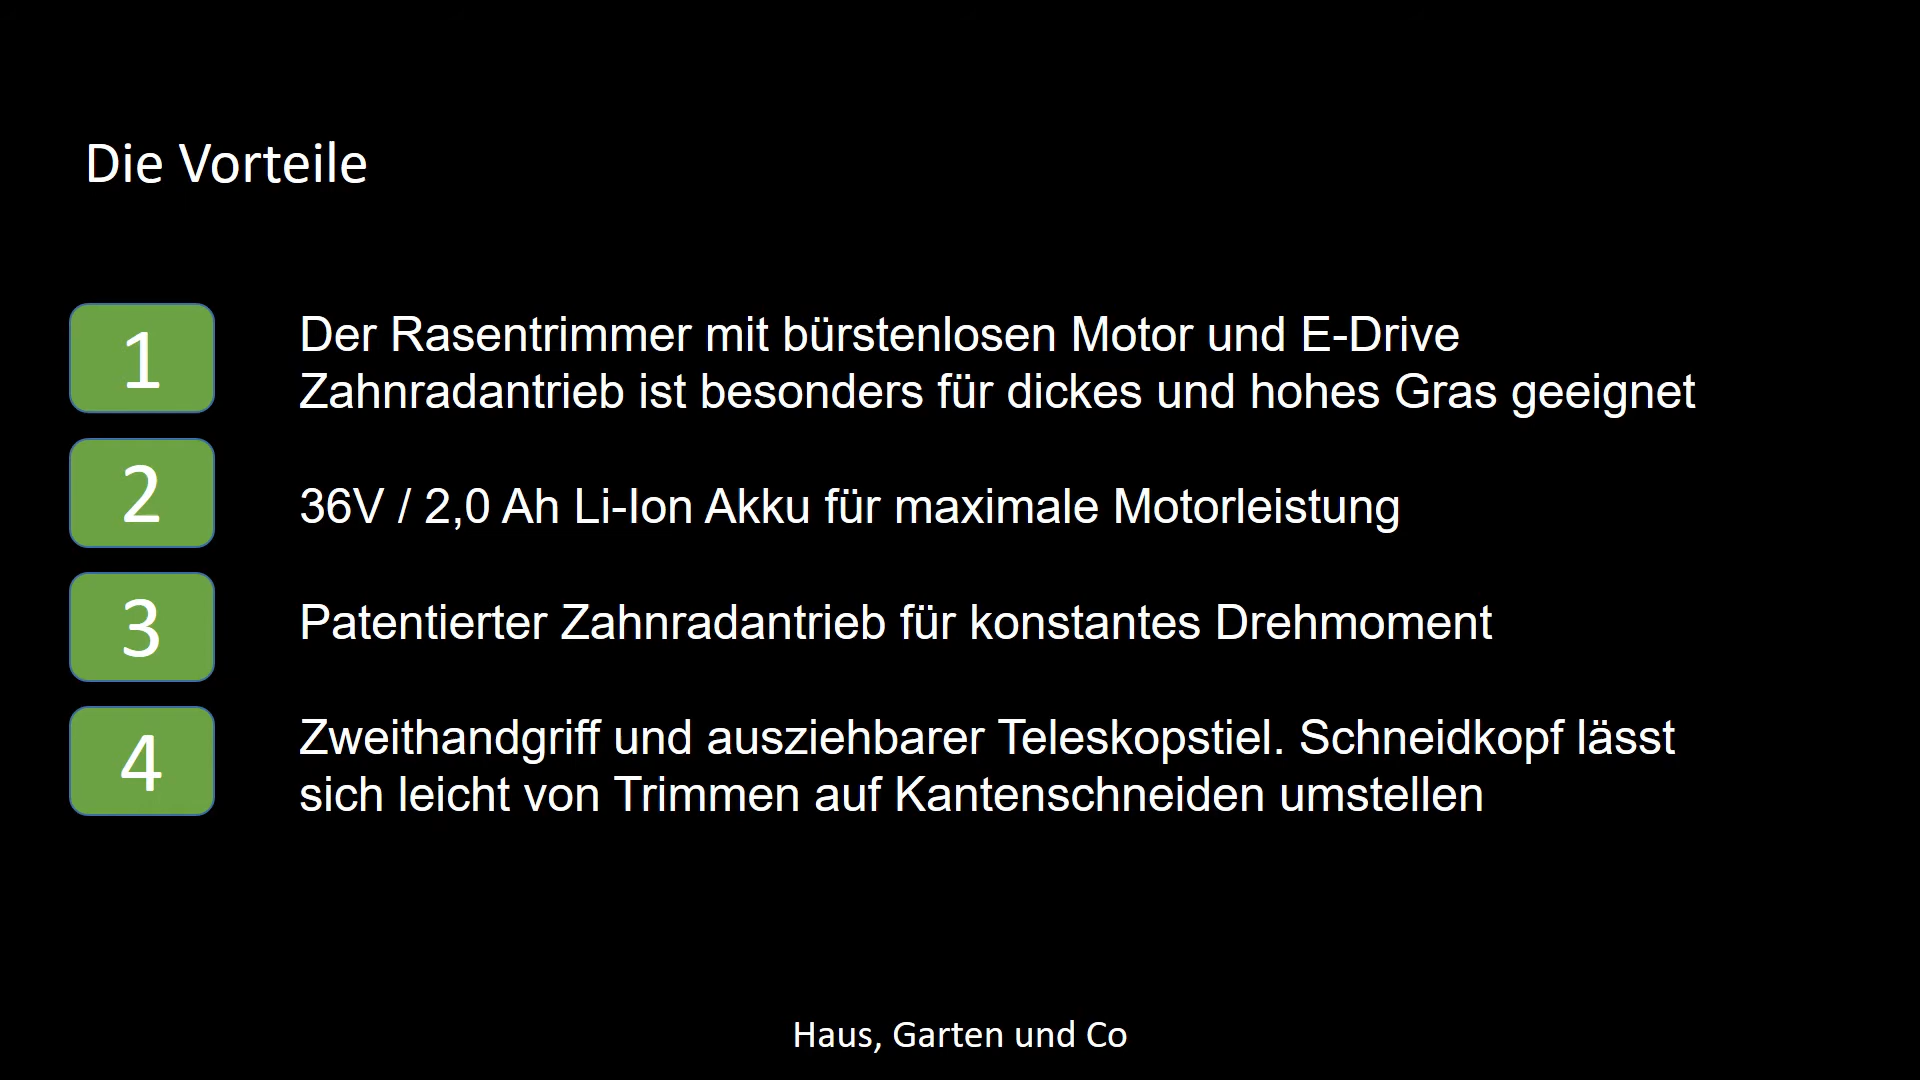 Die Vorteile
1
Der Rasentrimmer mit bürstenlosen Motor und E-Drive
Zahnradantrieb ist besonders für dickes und hohes Gras geeignet
2
36V / 2,0 Ah Li-Ion Akku für maximale Motorleistung
3
Patentierter Zahnradantrieb für konstantes Drehmoment
4
Zweithandgriff und ausziehbarer Teleskopstiel. Schneidkopf lässt
sich leicht von Trimmen auf Kantenschneiden umstellen
Haus, Garten und Co